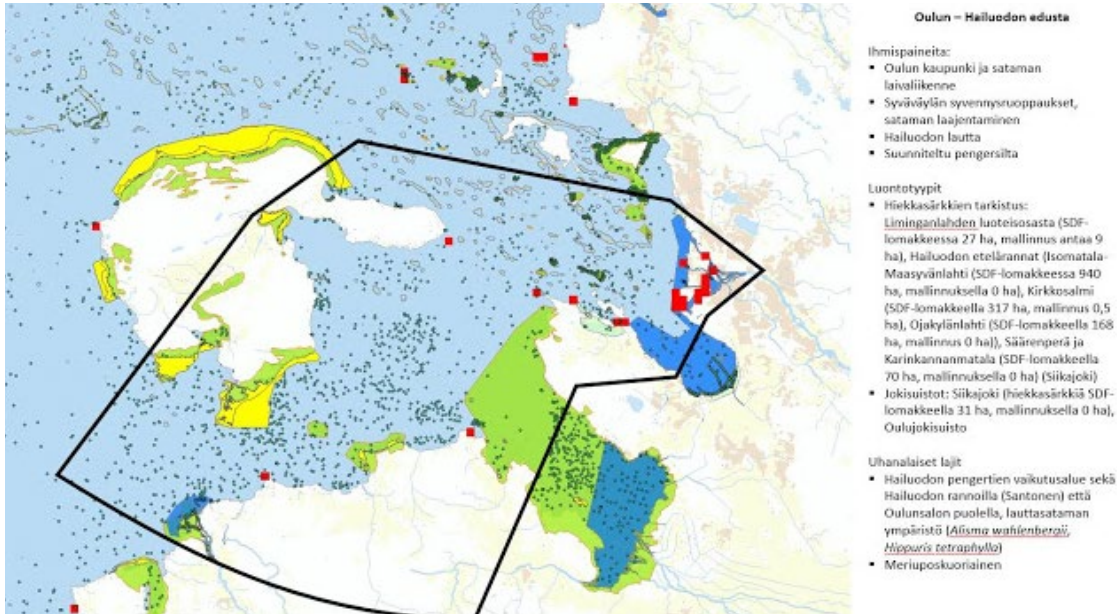 Oulun – Hailuodon edusta
Ihmispaineita:
▪ Oulun kaupunki ja sataman
laivaliikenne
▪ Syväväylän syvennysruoppaukset,
sataman laajentaminen
▪ Hailuodon lautta
▪ Suunniteltu pengersilta
Luontotyypit
▪ Hiekkasärkkien tarkistus:
Liminganlahden luoteisosasta (SDF-
lomakkeessa 27 ha, mallinnus antaa 9
ha), Hailuodon etelärannat (Isomatala-
Maasyvänlahti (SDF-lomakkeessa 940
ha, mallinnuksella 0 ha), Kirkkosalmi
(SDF-lomakkeella 317 ha, mallinnus 0,5
ha), Ojakylänlahti (SDF-lomakkeella 168
ha, mallinnus 0 ha)), Säärenperä ja
Karinkannanmatala (SDF-lomakkeella
70 ha, mallinnuksella 0 ha) (Siikajoki)
▪ Jokisuistot: Siikajoki (hiekkasärkkiä SDF-
lomakkeella 31 ha, mallinnuksella 0 ha),
Oulujokisuisto
Uhanalaiset lajit
▪ Hailuodon pengertien vaikutusalue sekä
Hailuodon rannoilla (Santonen) että
Oulunsalon puolella, lauttasataman
ympäristö (Alisma wahlenbergii,
Hippuris tetraphylla)
▪ Meriuposkuoriainen